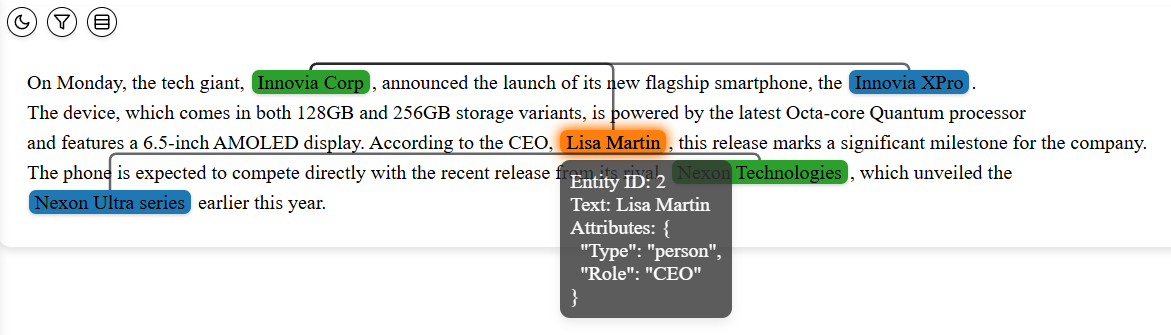 On Monday, the tech giant, Innovia Corp, announced the launch of its new flagship smartphone, the Innovia XPro.
The device, which comes in both 128GB and 256GB storage variants, is powered by the latest Octa-core Quantum processor
and features a 6.5-inch AMOLED display. According to the CEO, Lisa Martin, this release marks a significant milestone for the company.
The phone is expected to compete directly with the recent release from its rival, Nexon Technologies, which unveiled the
Nexon Ultra series earlier this year.
Entity ID: 2
Text: Lisa Martin
Attributes: {
"Type": "person",
"Role": "CEO"
}